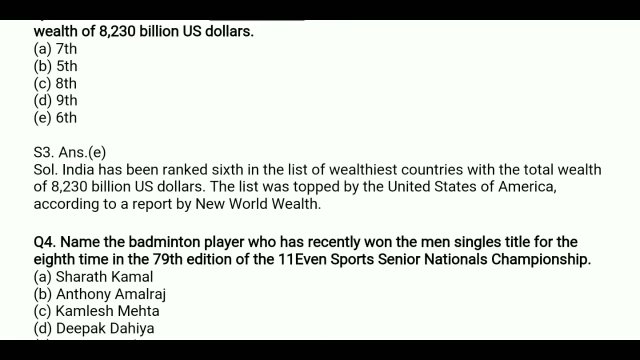 wealth of 8,230 billion US dollars.
(a) 7th
(b) 5th
(c) 8th
(d) 9th
(e) 6th
S3. Ans.(e)
Sol. India has been ranked sixth in the list of wealthiest countries with the total wealth
of 8,230 billion US dollars. The list was topped by the United States of America,
according to a report by New World Wealth.
Q4. Name the badminton player who has recently won the men singles title for the
eighth time in the 79th edition of the 11Even Sports Senior Nationals Championship.
(a) Sharath Kamal
(b) Anthony Amalraj
(c) Kamlesh Mehta
(d) Deepak Dahiya